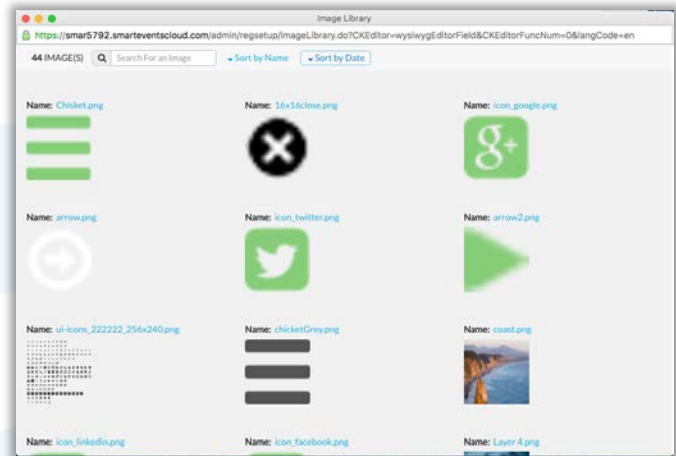 Image Library
https://smar5792.smarteventscloud.com/admin/regsetup/imageLibrary.do?CKEditor=wysiwygEditorField&CKEditorFuncNum=0&langCode=en
44 IMAGE(S) Search For an Image Sort by Name Sort by Date
Name: Chisket.png Name: 16x16close.png Name: icon_google.png
g+
Name: arrow.png Name: icon_twitter.png Name: arrow2.png
Name: ui-icons_222222_256x240.png Name: chicketGrey.png Name: coast.png
Name: icon_linkedin.png Name: icon_facebook.png Name: Layer 4.png